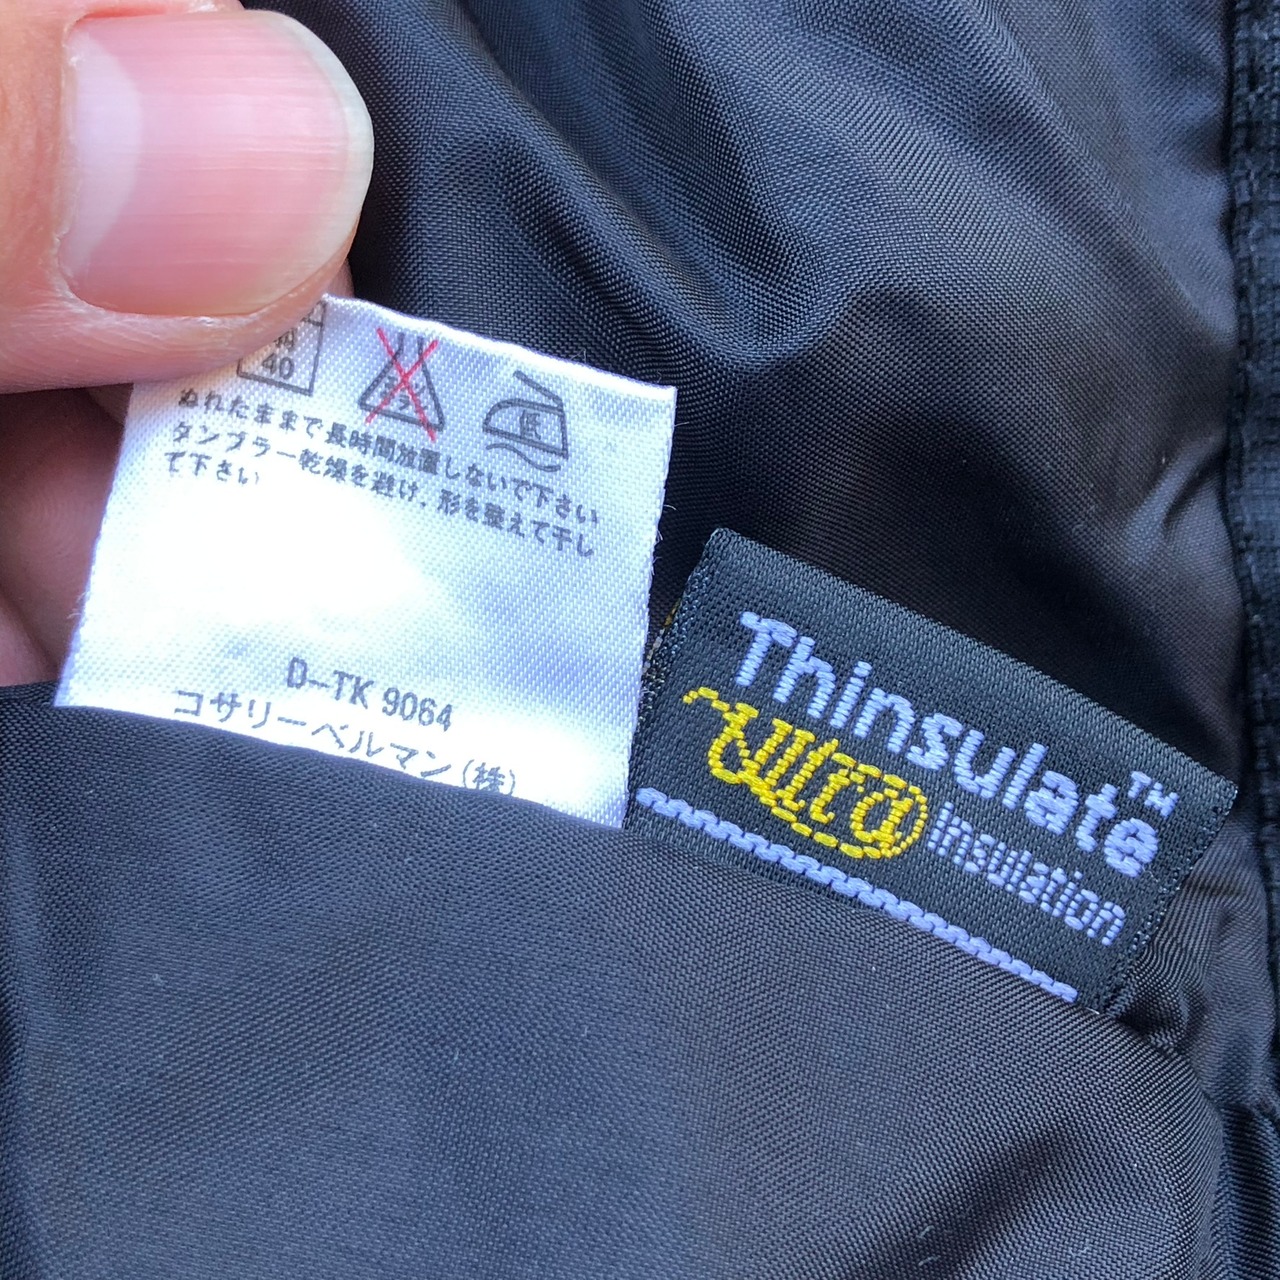 40
ぬれたままで長時間放置しないで下さい
タンブラー乾燥を避け、形を整えて干し
て下さい
D-TK 9064
コサリーベルマン(株)
Thinsulate™
Ultra insulation